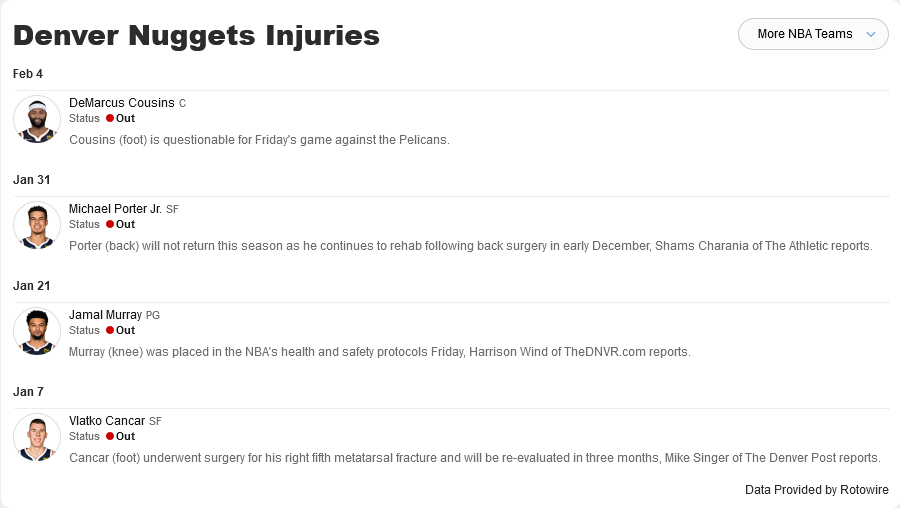 Denver Nuggets Injuries
More NBA Teams
Feb 4
DeMarcus Cousins C
Status Out
Cousins (foot) is questionable for Friday's game against the Pelicans.
Jan 31
Michael Porter Jr. SF
Status Out
Porter (back) will not return this season as he continues to rehab following back surgery in early December, Shams Charania of The Athletic reports.
Jan 21
Jamal Murray PG
Status Out
Murray (knee) was placed in the NBA's health and safety protocols Friday, Harrison Wind of TheDNVR.com reports.
Jan 7
Vlatko Cancar SF
Status Out
Cancar (foot) underwent surgery for his right fifth metatarsal fracture and will be re-evaluated in three months, Mike Singer of The Denver Post reports.
Data Provided by Rotowire